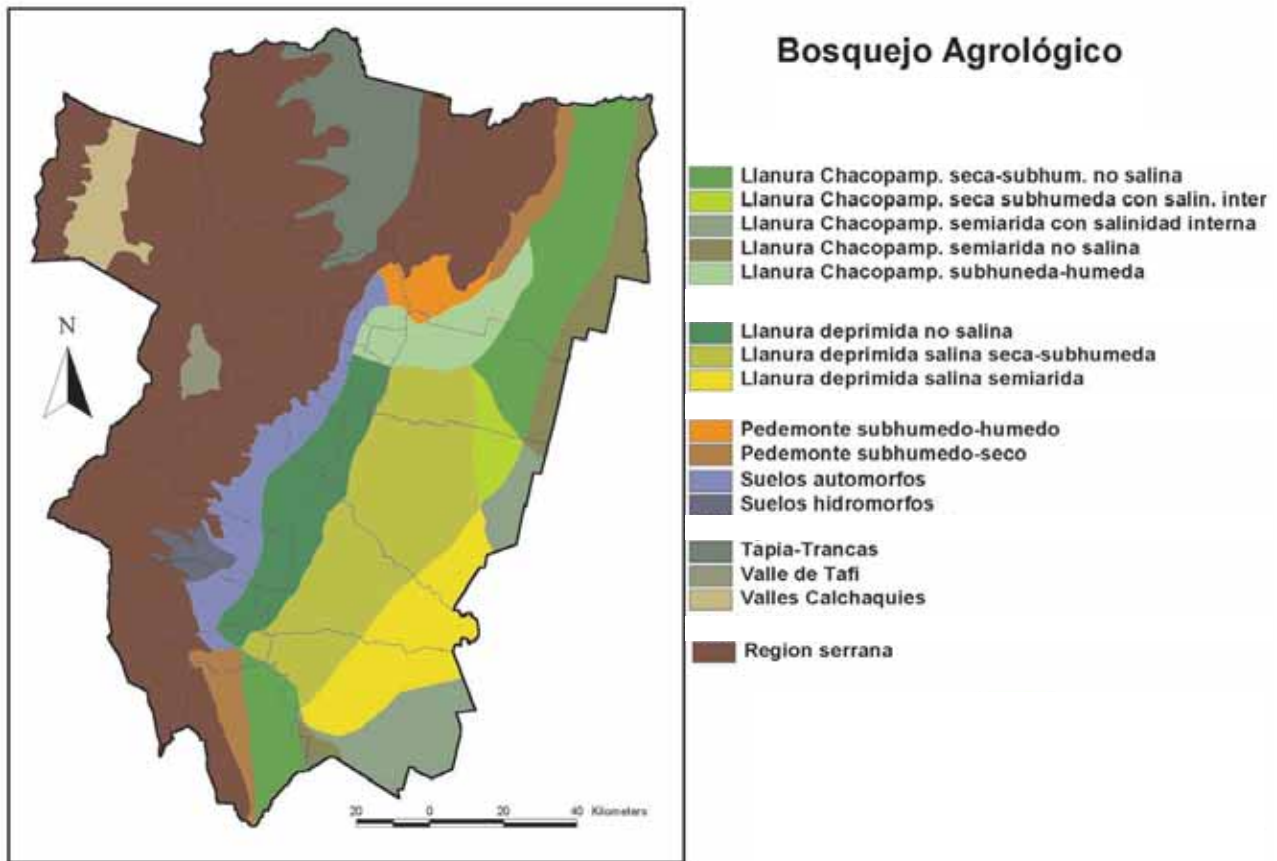 Bosquejo Agrológico
Llanura Chacopamp. seca-subhum. no salina
Llanura Chacopamp. seca subhumeda con salin. inter
Llanura Chacopamp. semiarida con salinidad interna
Llanura Chacopamp. semiarida no salina
Llanura Chacopamp. subhuneda-humeda
Llanura deprimida no salina
Llanura deprimida salina seca-subhumeda
Llanura deprimida salina semiarida
Pedemonte subhumedo-humedo
Pedemonte subhumedo-seco
Suelos automorfos
Suelos hidromorfos
Tapia-Trancas
Valle de Tafi
Valles Calchaquies
Region serrana
N
20 0 20 40 Kilometers